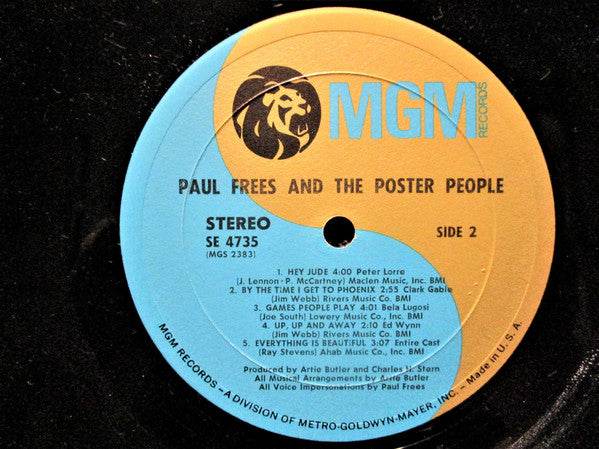 MGM
RECORDS
PAUL FREES AND THE POSTER PEOPLE
STEREO
SE 4735
(MGS 2383)
SIDE 2
1. HEY JUDE 4:00 Peter Lorre
(J. Lennon-P. McCartney) Maclen Music, Inc. BMI
2. BY THE TIME I GET TO PHOENIX 2:55 Clark Gable
(Jim Webb) Rivers Music Co. BMI
3. GAMES PEOPLE PLAY 4:01 Bela Lugosi
(Joe South) Lowery Music Co., Inc. BMI
4. UP, UP AND AWAY 2:10 Ed Wynn
(Jim Webb) Rivers Music Co. BMI
5. EVERYTHING IS BEAUTIFUL 3:07 Entire Cast
(Ray Stevens) Ahab Music Co., Inc. BMI
Produced by Artie Butler and Charles H. Stern
All Musical Arrangements by Artie Butler
All Voice Impersonations by Paul Frees
MGM RECORDS – A DIVISION OF METRO-GOLDWYN-MAYER, INC. – Made in U. S. A.